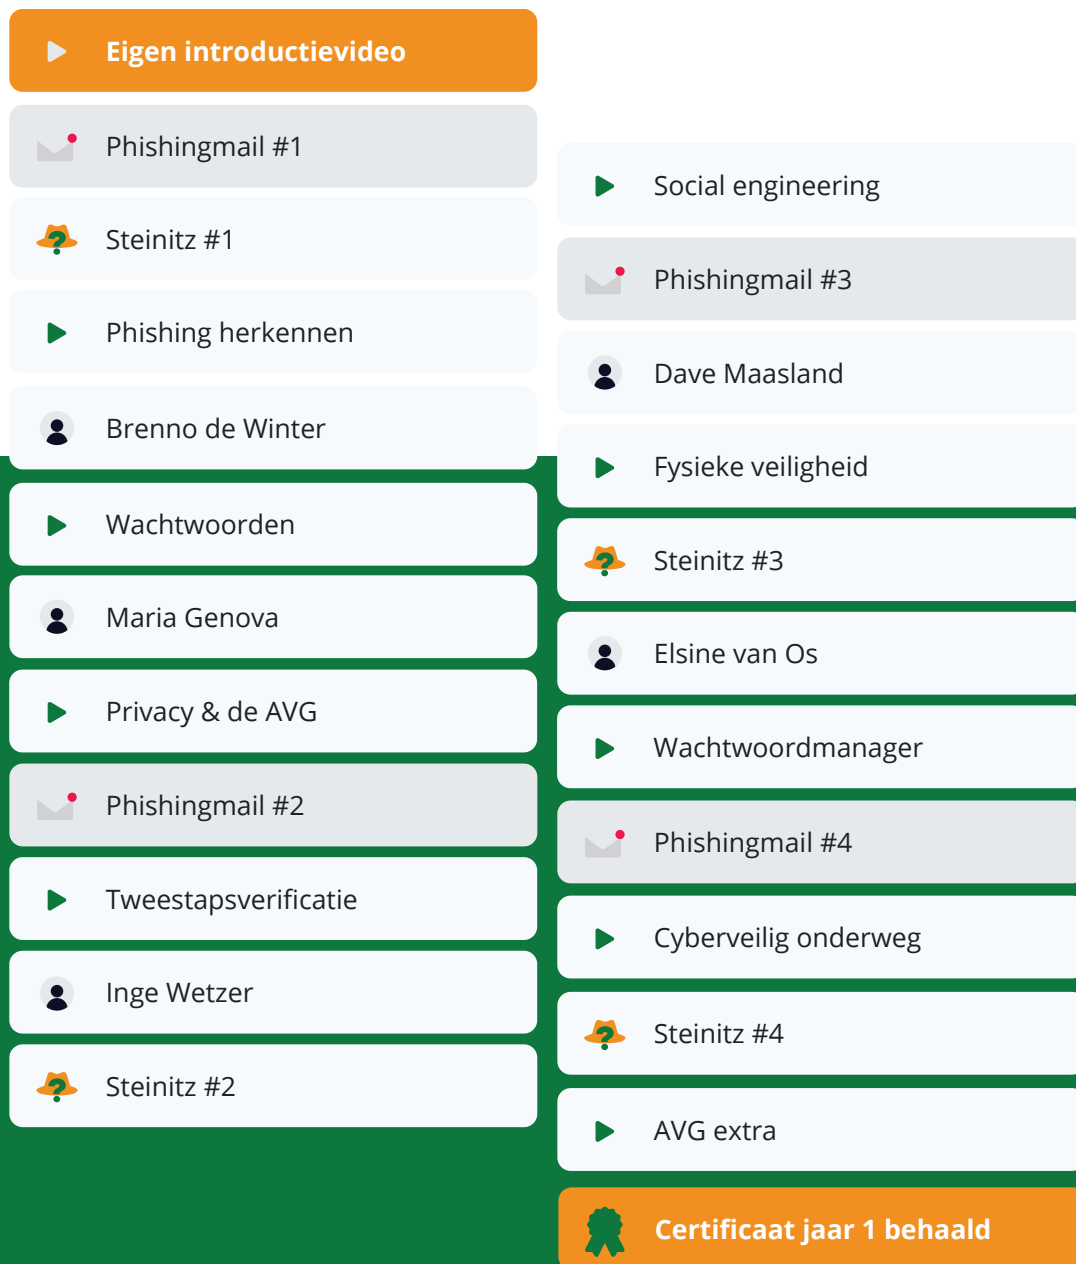 Eigen introductievideo
Phishingmail #1
Steinitz #1
Phishing herkennen
Brenno de Winter
Wachtwoorden
Maria Genova
Privacy & de AVG
Phishingmail #2
Tweestapsverificatie
Inge Wetzer
Steinitz #2
Social engineering
Phishingmail #3
Dave Maasland
Fysieke veiligheid
Steinitz #3
Elsine van Os
Wachtwoordmanager
Phishingmail #4
Cyberveilig onderweg
Steinitz #4
AVG extra
Certificaat jaar 1 behaald